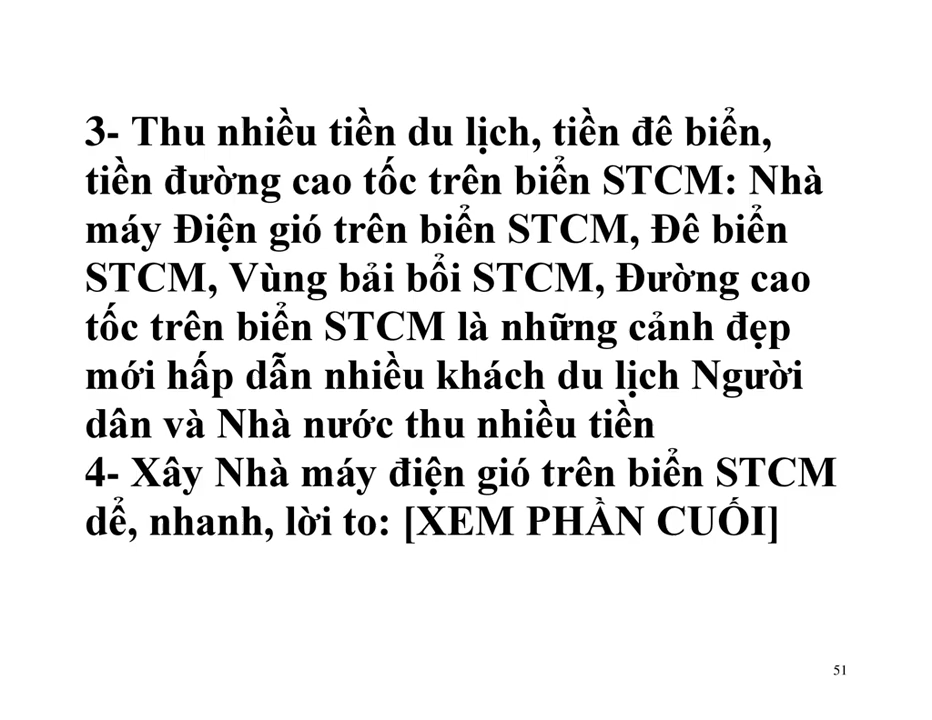 3- Thu nhiều tiền du lịch, tiền đê biển,
tiền đường cao tốc trên biển STCM: Nhà
máy Điện gió trên biển STCM, Đê biển
STCM, Vùng bải bổi STCM, Đường cao
tốc trên biển STCM là những cảnh đẹp
mới hấp dẫn nhiều khách du lịch Người
dân và Nhà nước thu nhiều tiền
4- Xây Nhà máy điện gió trên biển STCM
dể, nhanh, lời to: [XEM PHẦN CUỐI]
51